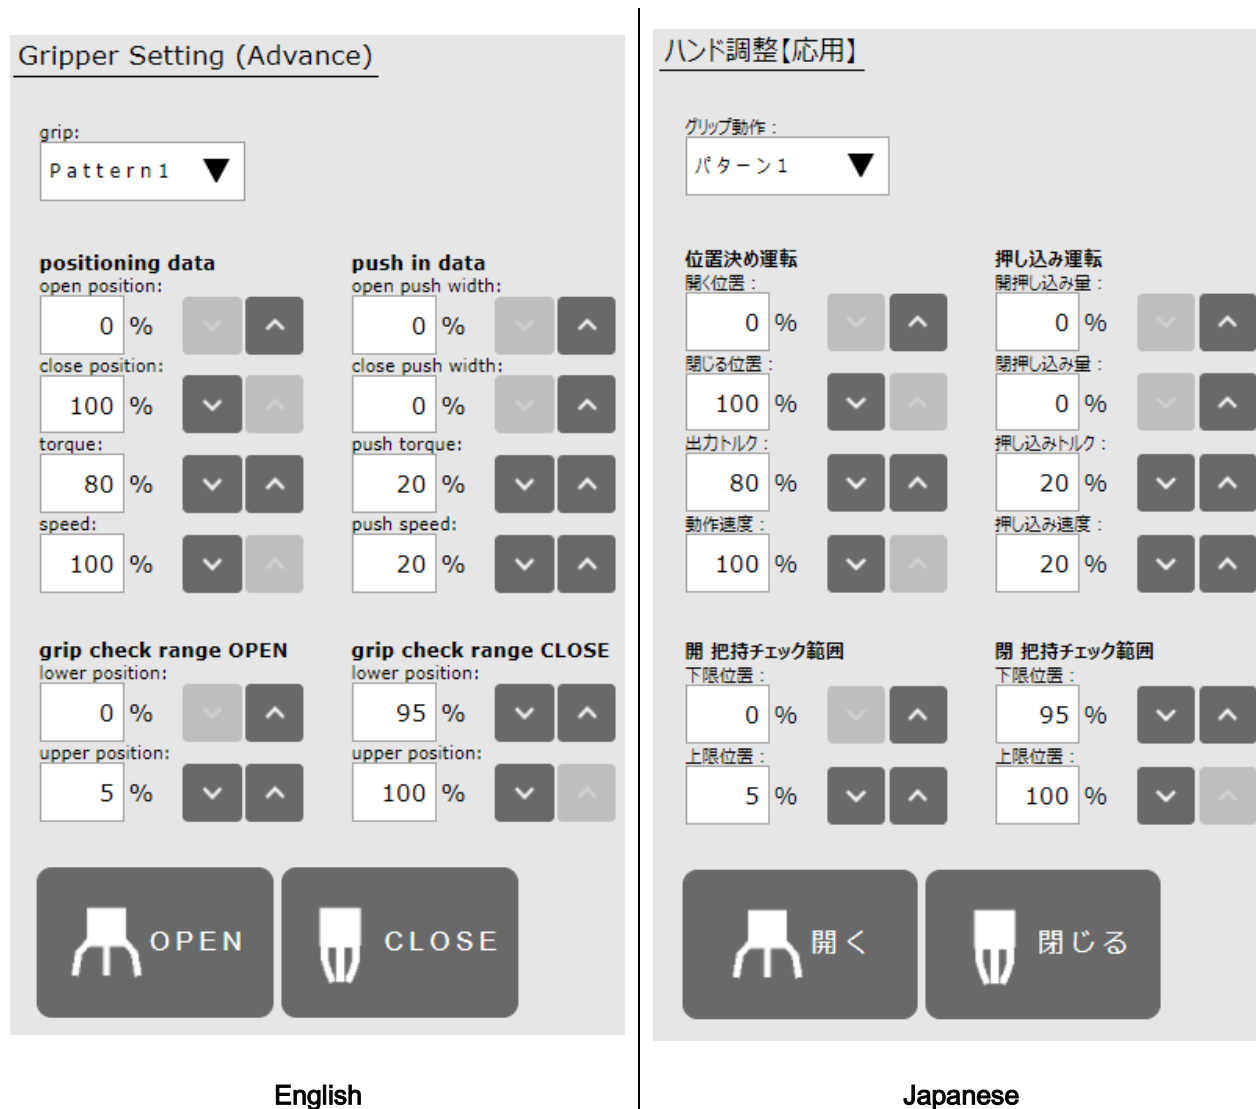 Gripper Setting (Advance)
grip:
Pattern1
positioning data
open position:
0 %
close position:
100 %
torque:
80 %
speed:
100 %
push in data
open push width:
0 %
close push width:
0 %
push torque:
20 %
push speed:
20 %
grip check range OPEN
lower position:
0 %
upper position:
5 %
grip check range CLOSE
lower position:
95 %
upper position:
100 %
OPEN
CLOSE
English
ハンド調整【応用】
グリップ動作：
パターン1
位置決め運転
開く位置：
0 %
閉じる位置：
100 %
出力トルク：
80 %
動作速度：
100 %
押し込み運転
開押し込み量：
0 %
閉押し込み量：
0 %
押し込みトルク：
20 %
押し込み速度：
20 %
開 把持チェック範囲
下限位置：
0 %
上限位置：
5 %
閉 把持チェック範囲
下限位置：
95 %
上限位置：
100 %
開く
閉じる
Japanese